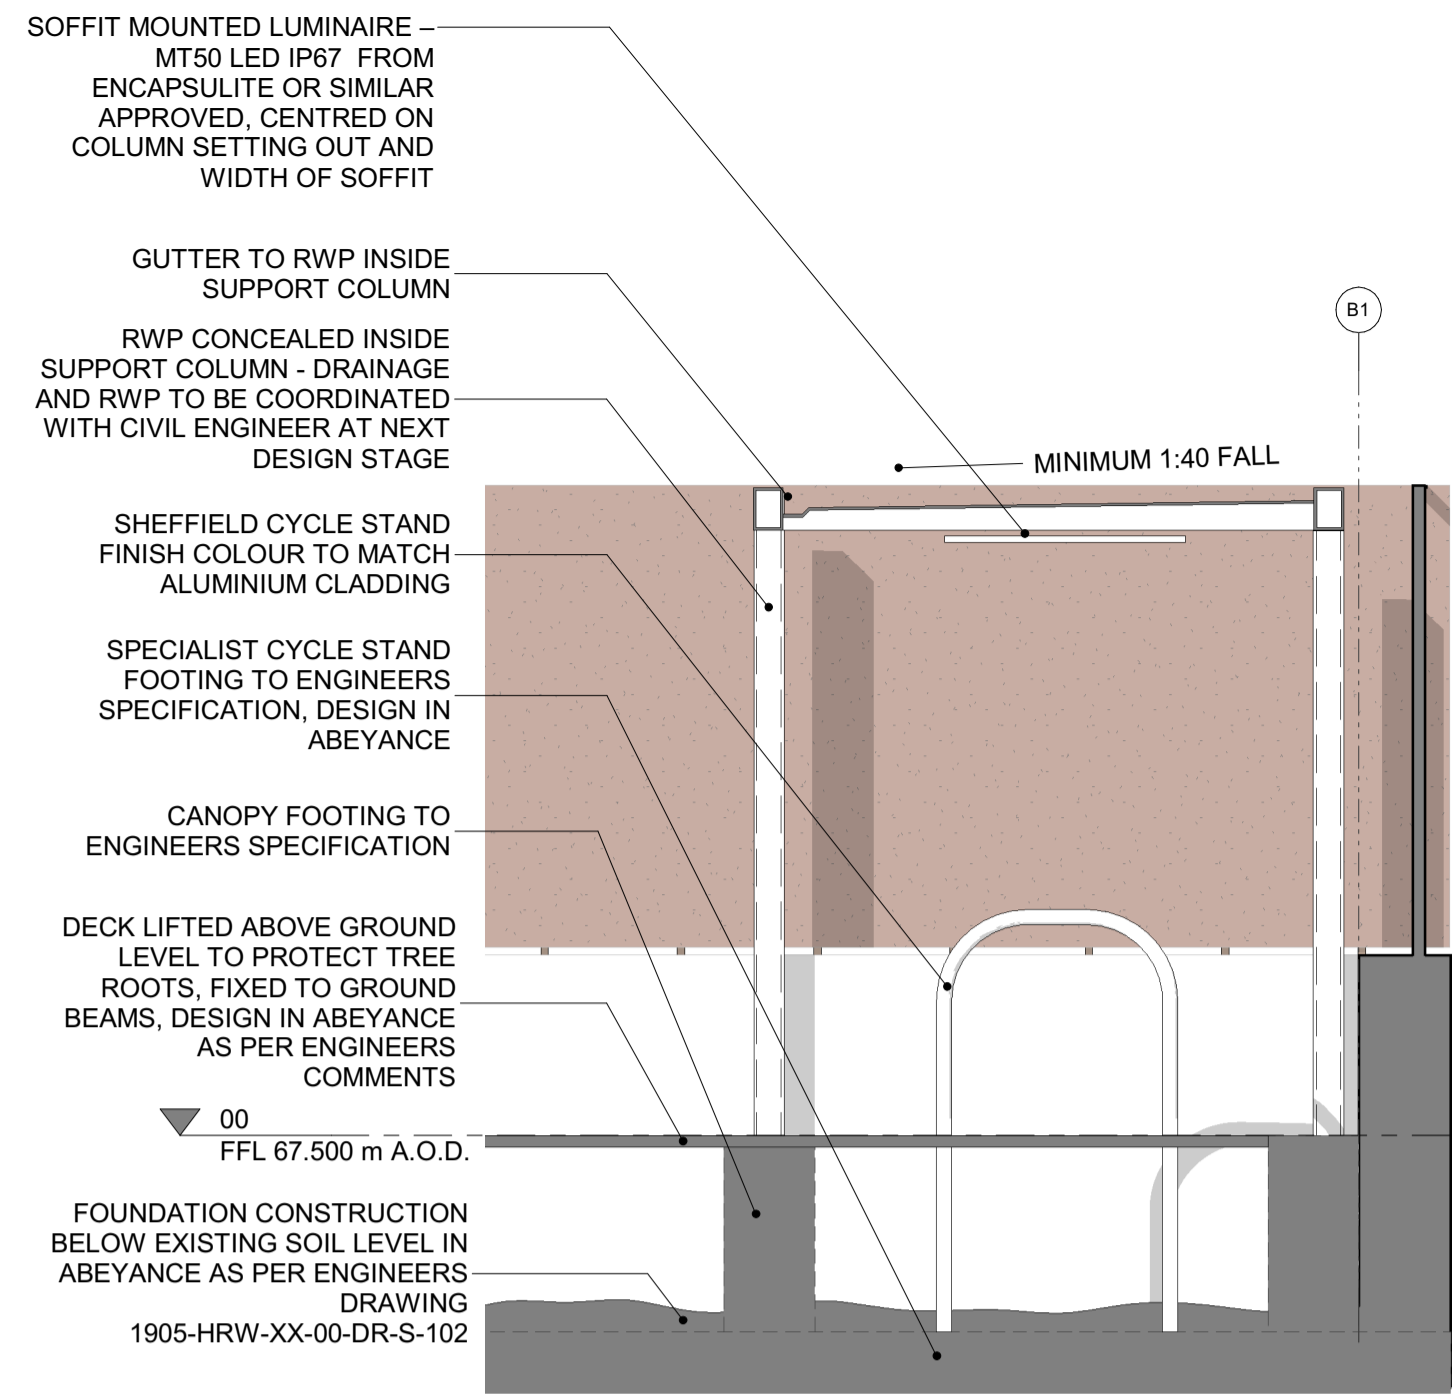 SOFFIT MOUNTED LUMINAIRE –
MT50 LED IP67 FROM
ENCAPSULITE OR SIMILAR
APPROVED, CENTRED ON
COLUMN SETTING OUT AND
WIDTH OF SOFFIT
GUTTER TO RWP INSIDE
SUPPORT COLUMN
B1
RWP CONCEALED INSIDE
SUPPORT COLUMN - DRAINAGE
AND RWP TO BE COORDINATED
WITH CIVIL ENGINEER AT NEXT
DESIGN STAGE
MINIMUM 1:40 FALL
SHEFFIELD CYCLE STAND
FINISH COLOUR TO MATCH
ALUMINIUM CLADDING
SPECIALIST CYCLE STAND
FOOTING TO ENGINEERS
SPECIFICATION, DESIGN IN
ABEYANCE
CANOPY FOOTING TO
ENGINEERS SPECIFICATION
DECK LIFTED ABOVE GROUND
LEVEL TO PROTECT TREE
ROOTS, FIXED TO GROUND
BEAMS, DESIGN IN ABEYANCE
AS PER ENGINEERS
COMMENTS
00
FFL 67.500 m A.O.D.
FOUNDATION CONSTRUCTION
BELOW EXISTING SOIL LEVEL IN
ABEYANCE AS PER ENGINEERS
DRAWING
1905-HRW-XX-00-DR-S-102